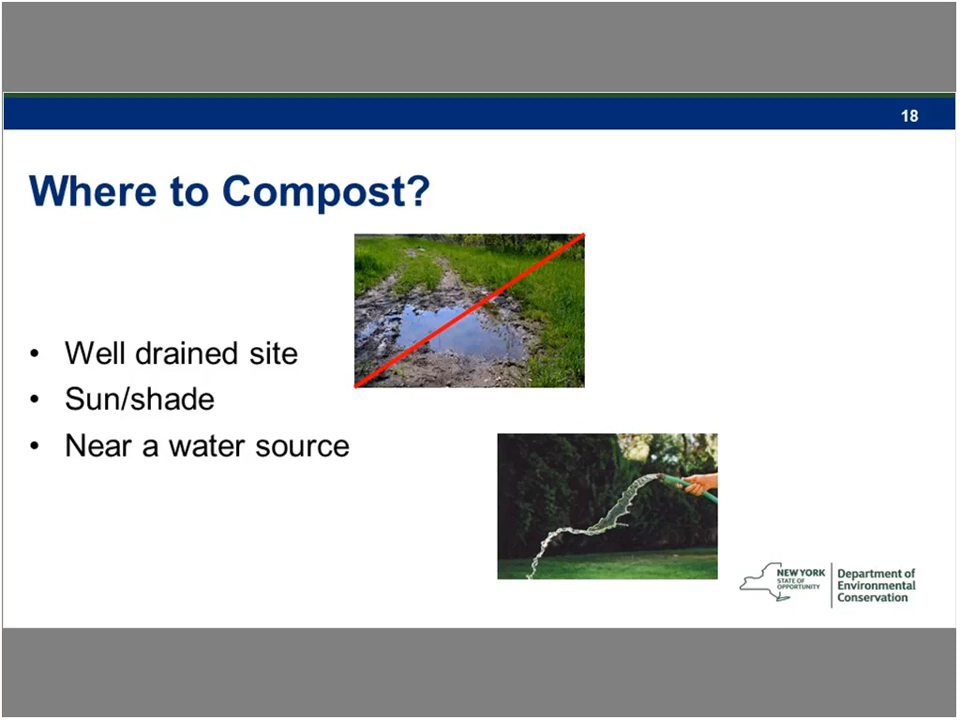 18
Where to Compost?
• Well drained site
• Sun/shade
• Near a water source
NEW YORK
STATE OF
OPPORTUNITY
Department of
Environmental
Conservation